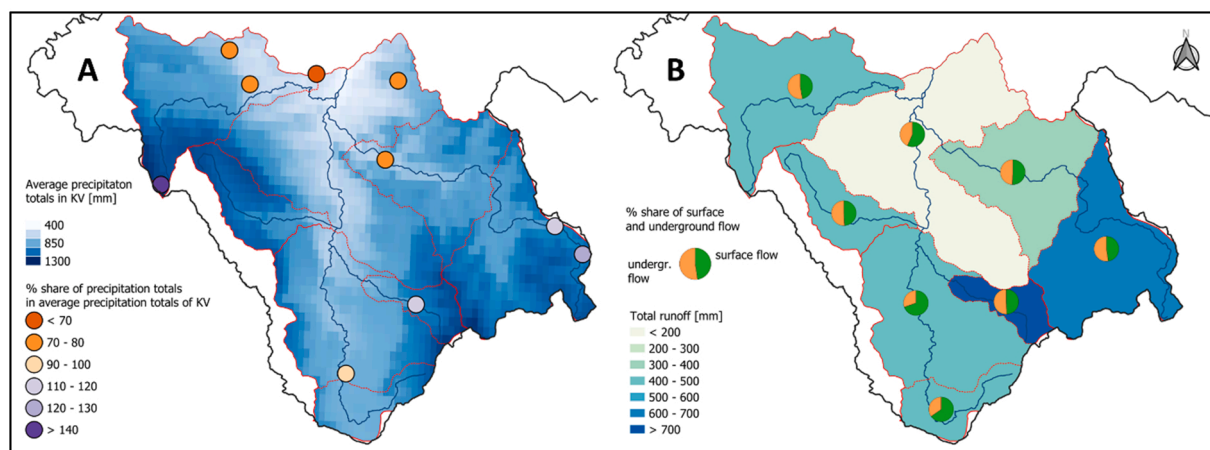 A
Average precipitaton
totals in KV [mm]
400
850
1300
% share of precipitation totals
in average precipitation totals of KV
< 70
70 - 80
90 - 100
110 - 120
120 - 130
> 140
B
N
% share of surface
and underground flow
surface flow
undergr.
flow
Total runoff [mm]
< 200
200 - 300
300 - 400
400 - 500
500 - 600
600 - 700
> 700